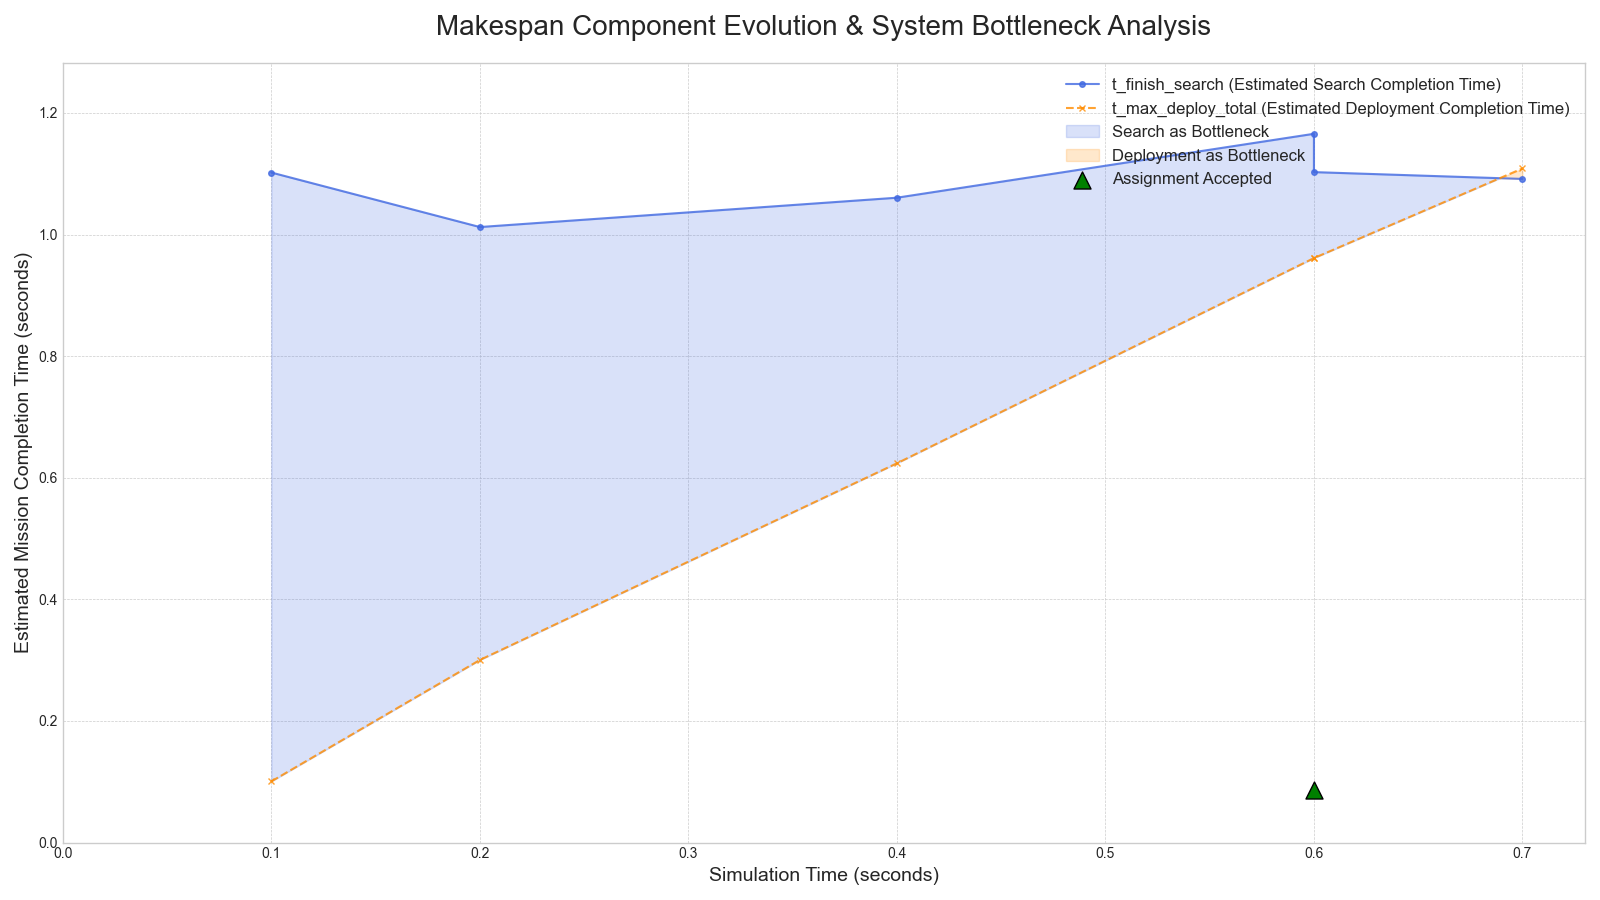 Makespan Component Evolution & System Bottleneck Analysis
t_finish_search (Estimated Search Completion Time)
t_max_deploy_total (Estimated Deployment Completion Time)
Search as Bottleneck
Deployment as Bottleneck
Assignment Accepted
Estimated Mission Completion Time (seconds)
1.2
1.0
0.8
0.6
0.4
0.2
0.0
0.0 0.1 0.2 0.3 0.4 0.5 0.6 0.7
Simulation Time (seconds)